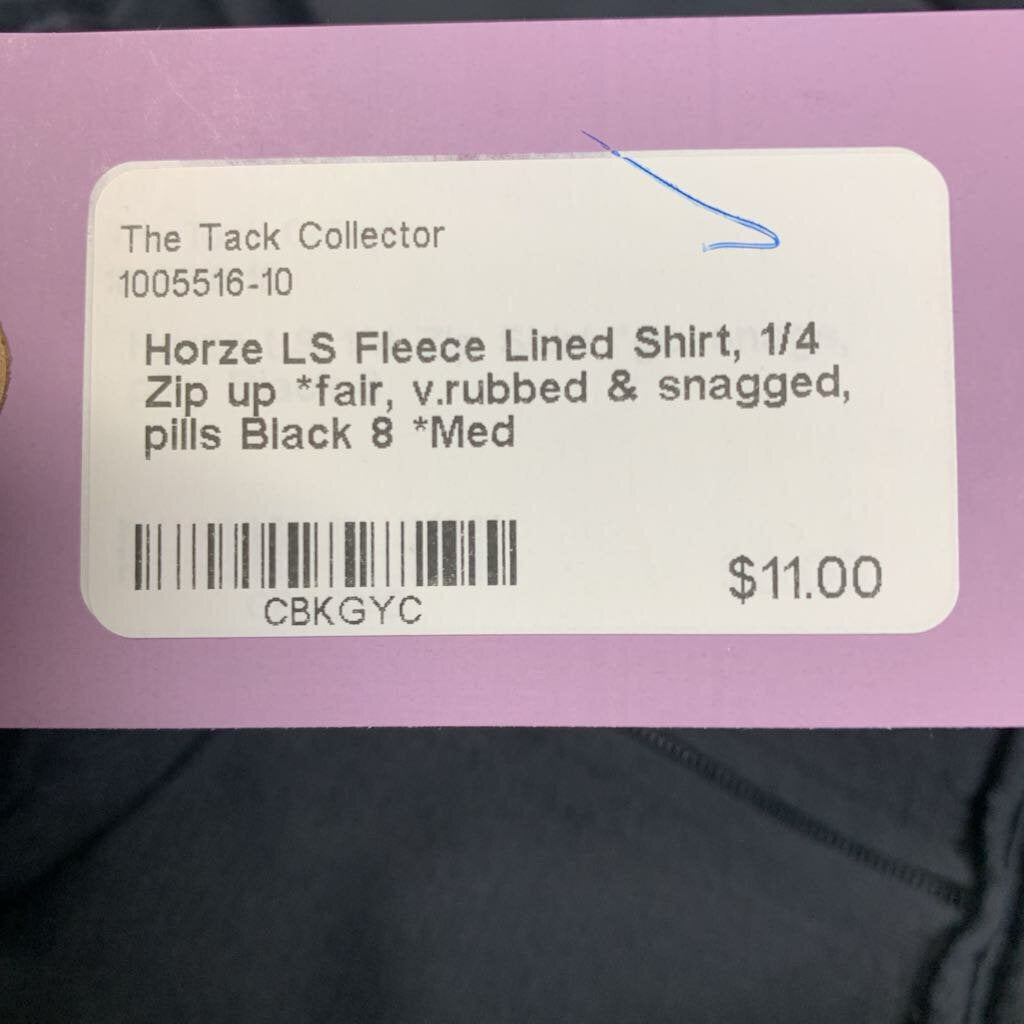 The Tack Collector
1005516-10
Horze LS Fleece Lined Shirt, 1/4
Zip up *fair, v.rubbed & snagged,
pills Black 8 *Med
CBKGYC
$11.00